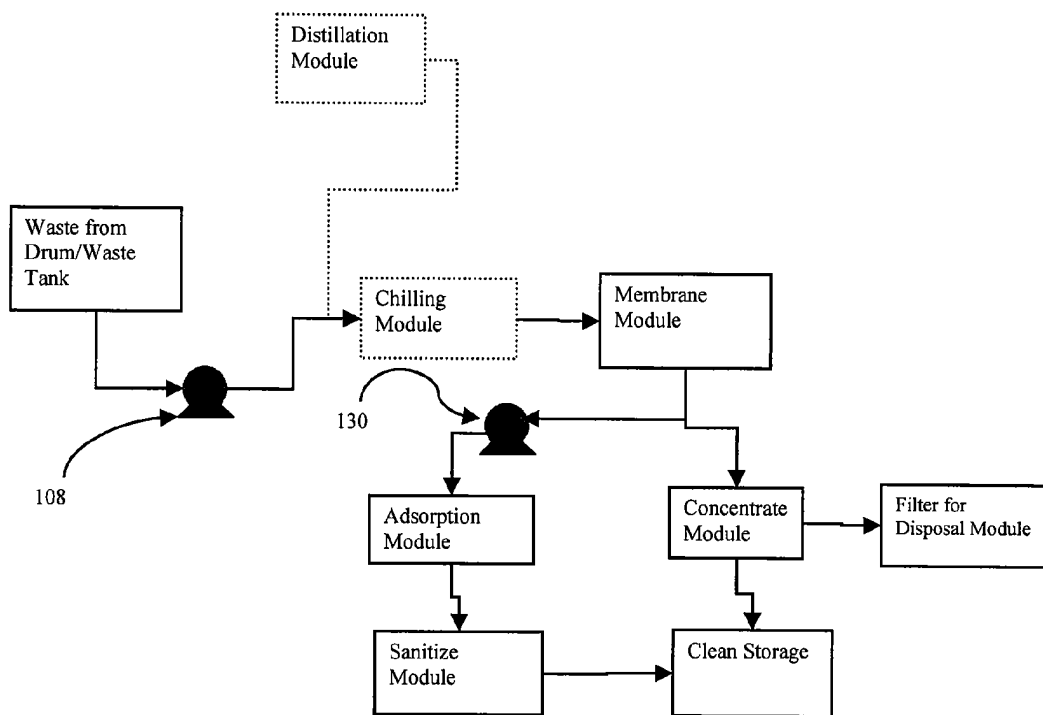 Distillation
Module
Waste from
Drum/Waste
Tank
Chilling
Module
Membrane
Module
130
108
Adsorption
Module
Concentrate
Module
Filter for
Disposal Module
Sanitize
Module
Clean Storage